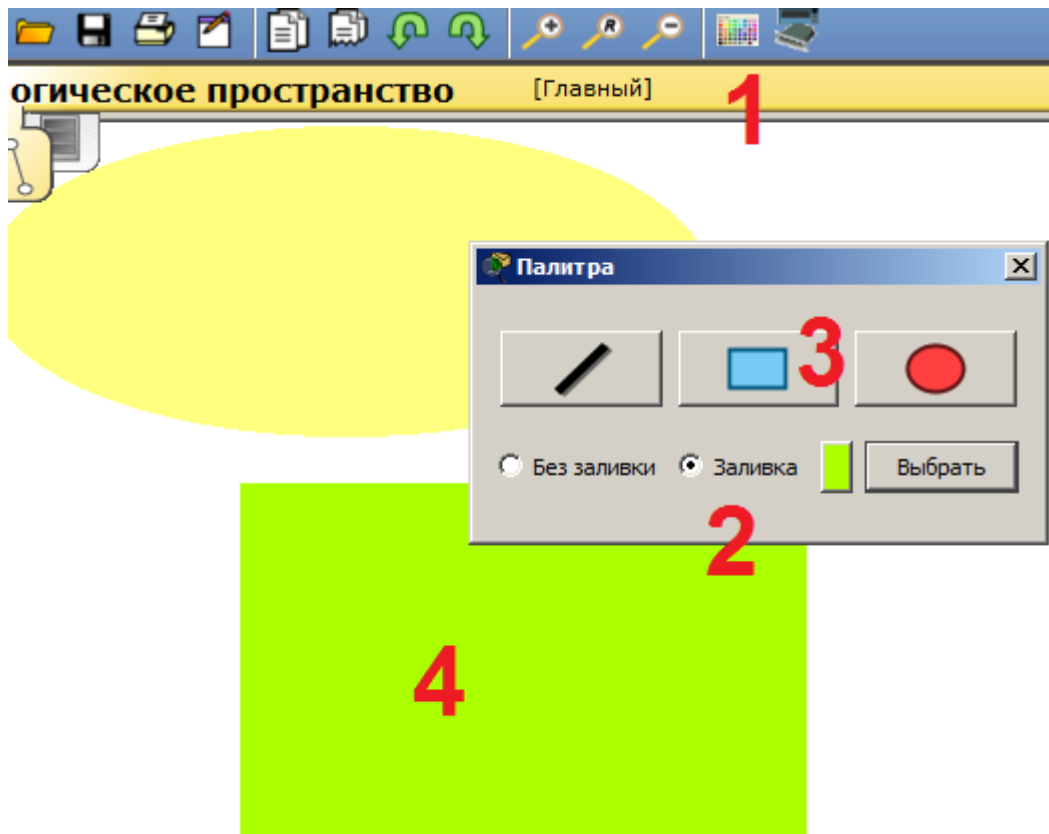 R
огическое пространство [Главный]
1
Палитра
3
Без заливки Заливка Выбрать
2
4